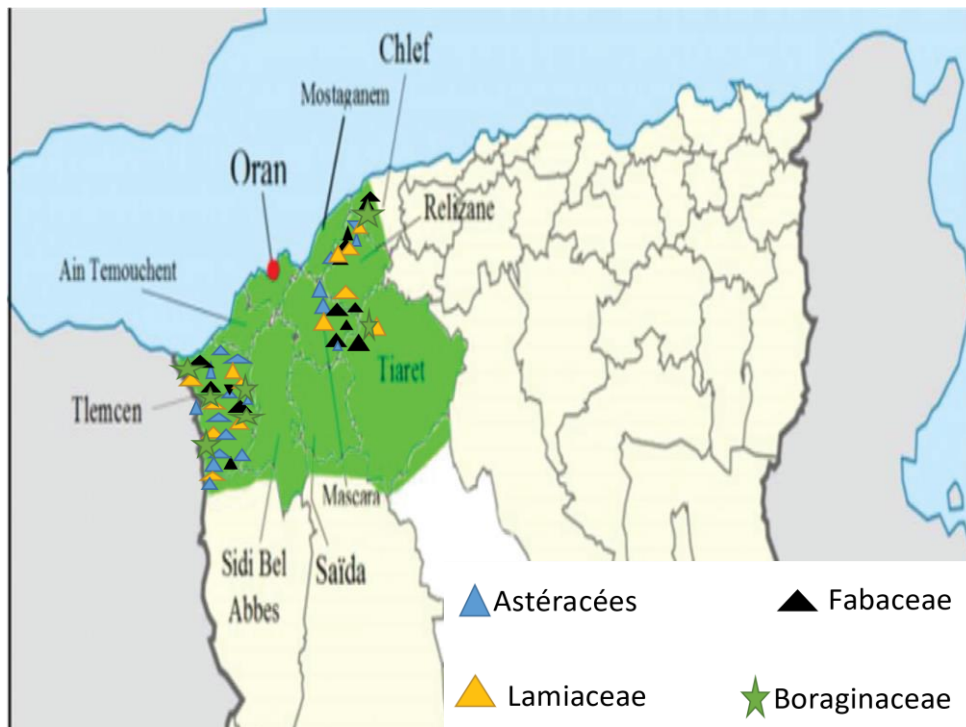 Chlef
Mostaganem
Oran
Relizane
Ain Temouchent
Tiaret
Tlemcen
Mascara
Sidi Bel
Abbes
Saïda
Astéracées
Fabaceae
Lamiaceae
Boraginaceae